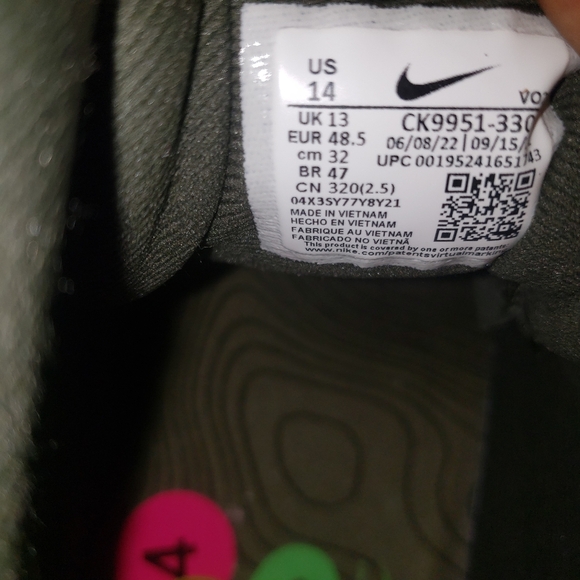 US
14
UK 13
EUR 48.5
cm 32
BR 47
CN 320(2.5)
CK9951-330
06/08/22 | 09/15/
UPC 00195241651
04X3SY77Y8Y21
MADE IN VIETNAM
HECHO EN VIETNAM
FABRIQUE AU VIETNAM
FABRICADO NO VIETNÃ
This product is covered by one or more patents
www.nike.com/patentsvirtualmarking
4